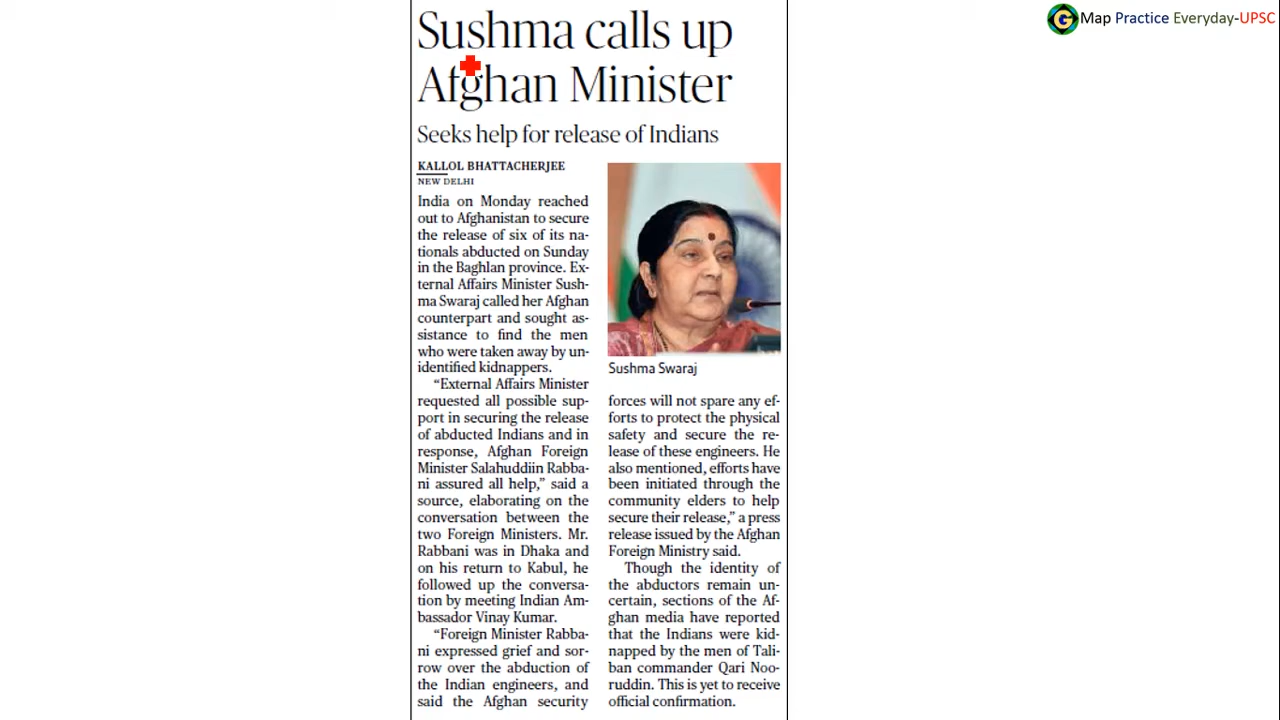 Map Practice Everyday-UPSC
Sushma calls up
Afghan Minister
Seeks help for release of Indians
KALLOL BHATTACHERJEE
NEW DELHI
India on Monday reached
out to Afghanistan to secure
the release of six of its na-
tionals abducted on Sunday
in the Baghlan province. Ex-
ternal Affairs Minister Sush-
ma Swaraj called her Afghan
counterpart and sought as-
sistance to find the men
who were taken away by un-
identified kidnappers.
“External Affairs Minister
requested all possible sup-
port in securing the release
of abducted Indians and in
response, Afghan Foreign
Minister Salahuddiin Rabba-
ni assured all help,” said a
source, elaborating on the
conversation between the
two Foreign Ministers. Mr.
Rabbani was in Dhaka and
on his return to Kabul, he
followed up the conversa-
tion by meeting Indian Am-
bassador Vinay Kumar.
“Foreign Minister Rabba-
ni expressed grief and sor-
row over the abduction of
the Indian engineers, and
said the Afghan security
Sushma Swaraj
forces will not spare any ef-
forts to protect the physical
safety and secure the re-
lease of these engineers. He
also mentioned, efforts have
been initiated through the
community elders to help
secure their release,” a press
release issued by the Afghan
Foreign Ministry said.
Though the identity of
the abductors remain un-
certain, sections of the Af-
ghan media have reported
that the Indians were kid-
napped by the men of Tali-
ban commander Qari Noo-
ruddin. This is yet to receive
official confirmation.